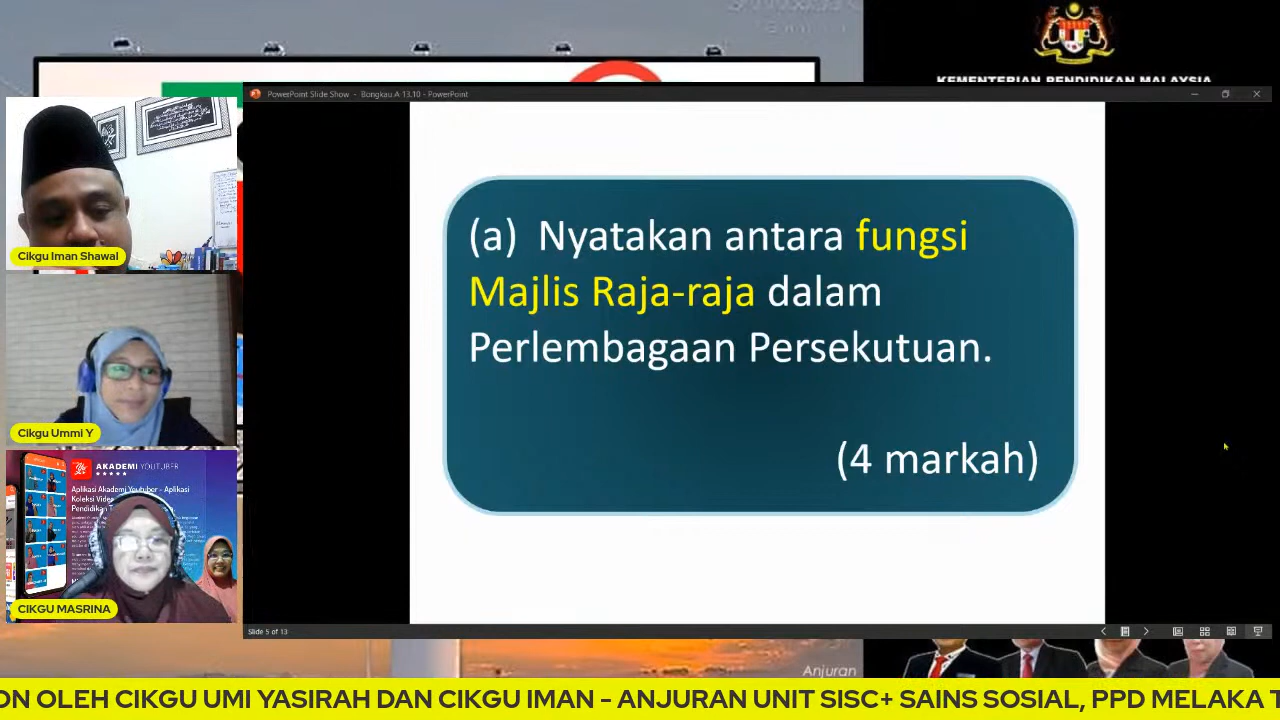 KEMENTERIAN PENDIDIKAN MALAYSIA
PowerPoint Slide Show - Bongkau A 13.10 - PowerPoint
Cikgu Iman Shawal
Cikgu Ummi Y
AKADEMI YOUTUBER
Aplikasi Akademi Youtuber - Aplikasi
Koleksi Video
Pendidikan
CIKGU MASRINA
(a) Nyatakan antara fungsi
Majlis Raja-raja dalam
Perlembagaan Persekutuan.
(4 markah)
Slide 5 of 13
Anjuran
ON OLEH CIKGU UMI YASIRAH DAN CIKGU IMAN - ANJURAN UNIT SISC+ SAINS SOSIAL, PPD MELAKA T